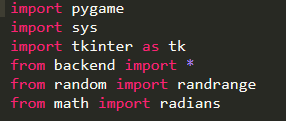 import pygame
import sys
import tkinter as tk
from backend import *
from random import randrange
from math import radians